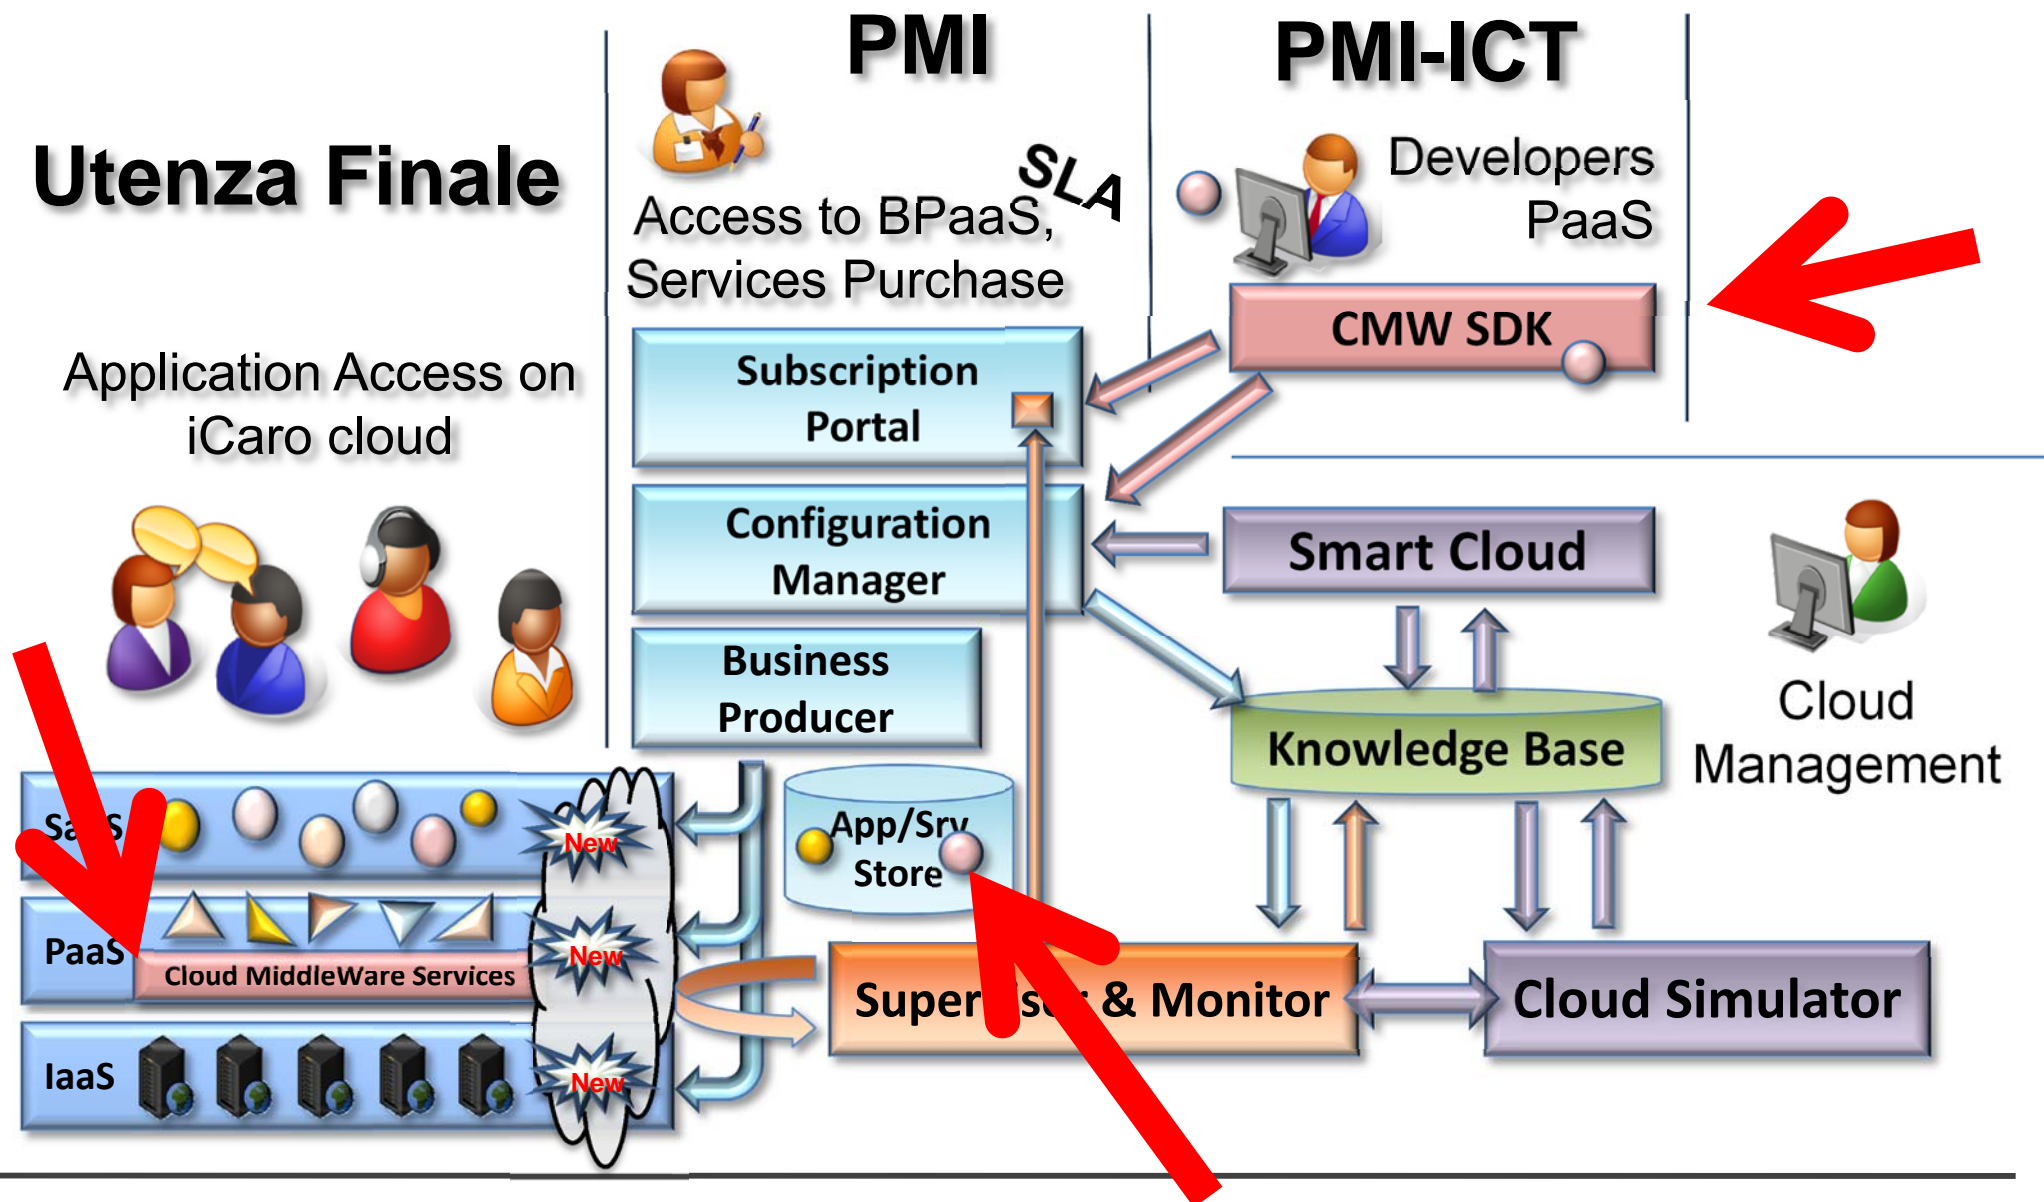 PMI
PMI-ICT
Utenza Finale
SLA
Access to BPaaS,
Services Purchase
Developers
PaaS
CMW SDK
Application Access on
iCaro cloud
Subscription
Portal
Configuration
Manager
Smart Cloud
Business
Producer
Knowledge Base
Cloud
Management
SaaS
New
App/Srv
Store
PaaS
Cloud MiddleWare Services
New
Supervisor & Monitor
Cloud Simulator
IaaS
New